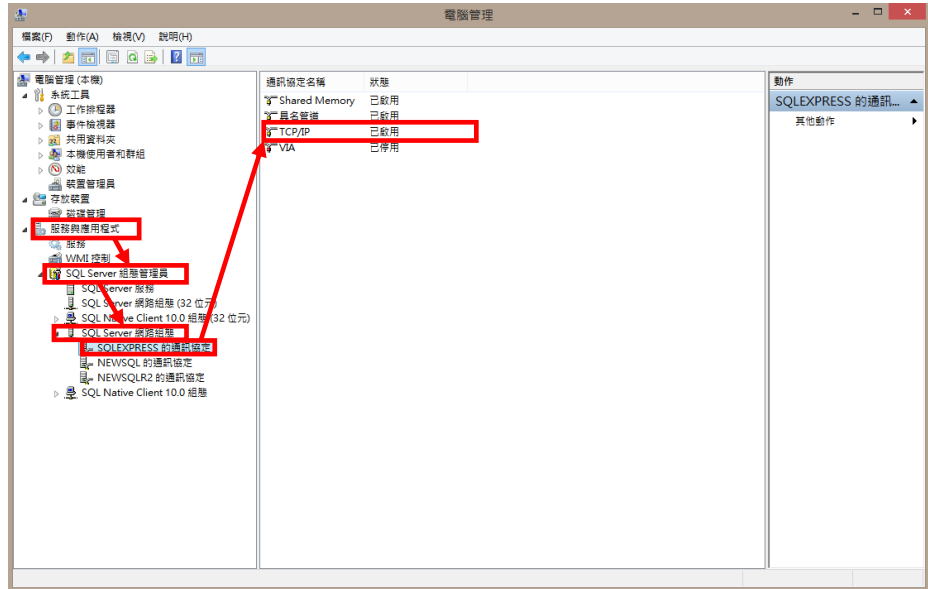 電腦管理
檔案(F) 動作(A) 檢視(V) 說明(H)
電腦管理 (本機)
系統工具
工作排程器
事件檢視器
共用資料夾
本機使用者和群組
效能
裝置管理員
存放裝置
磁碟管理
服務與應用程式
服務
WMI 控制
SQL Server 組態管理員
SQL Server 服務
SQL Server 網路組態 (32 位元)
SQL Native Client 10.0 組態 (32 位元)
SQL Server 網路組態
SQLEXPRESS 的通訊協定
NEWSQL 的通訊協定
NEWSQLR2 的通訊協定
SQL Native Client 10.0 組態
通訊協定名稱 狀態
Shared Memory 已啟用
具名管道 已啟用
TCP/IP 已啟用
VIA 已停用
動作
SQLEXPRESS 的通訊...
其他動作